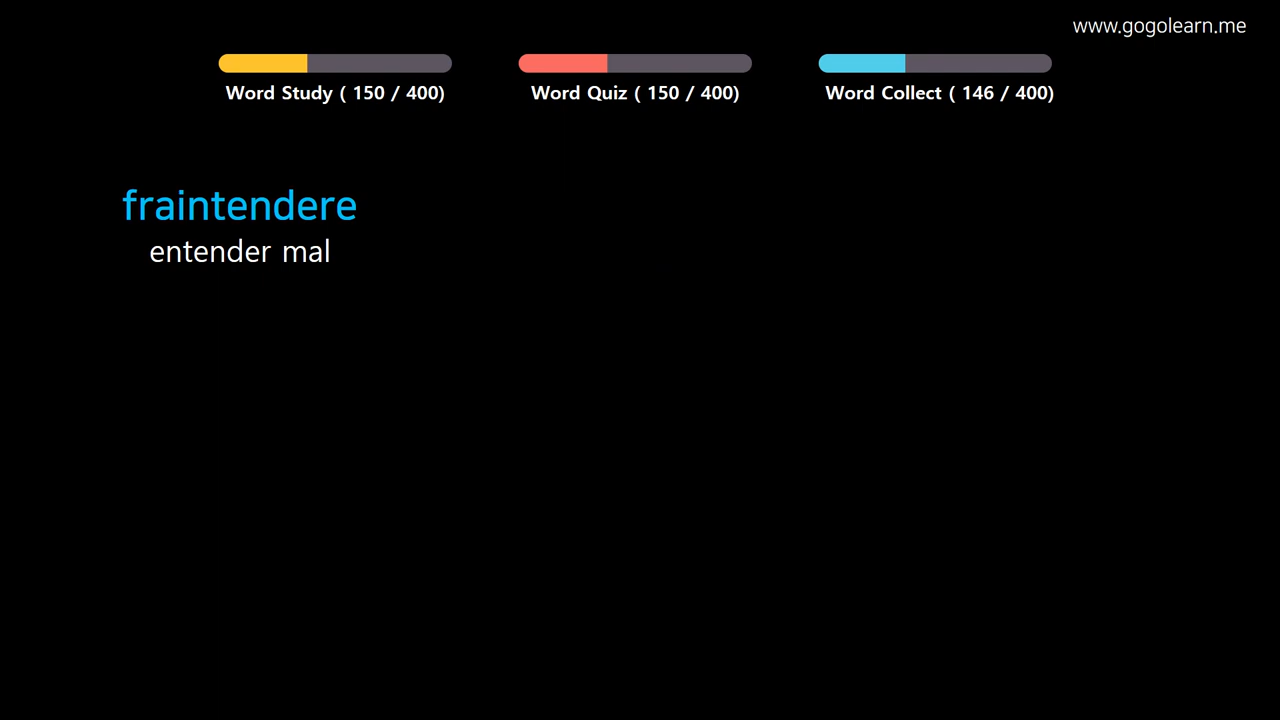 www.gogolearn.me
Word Study ( 150 / 400)
Word Quiz ( 150 / 400)
Word Collect ( 146 / 400)
fraintendere
entender mal